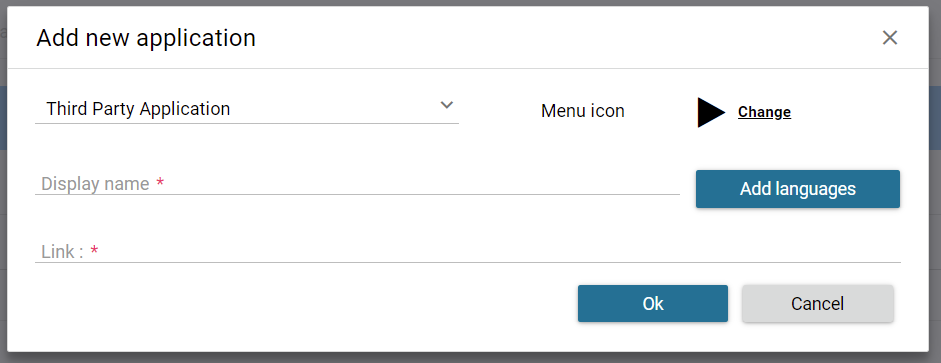 Add new application
Third Party Application
Menu icon
Change
Display name *
Add languages
Link : *
Ok
Cancel